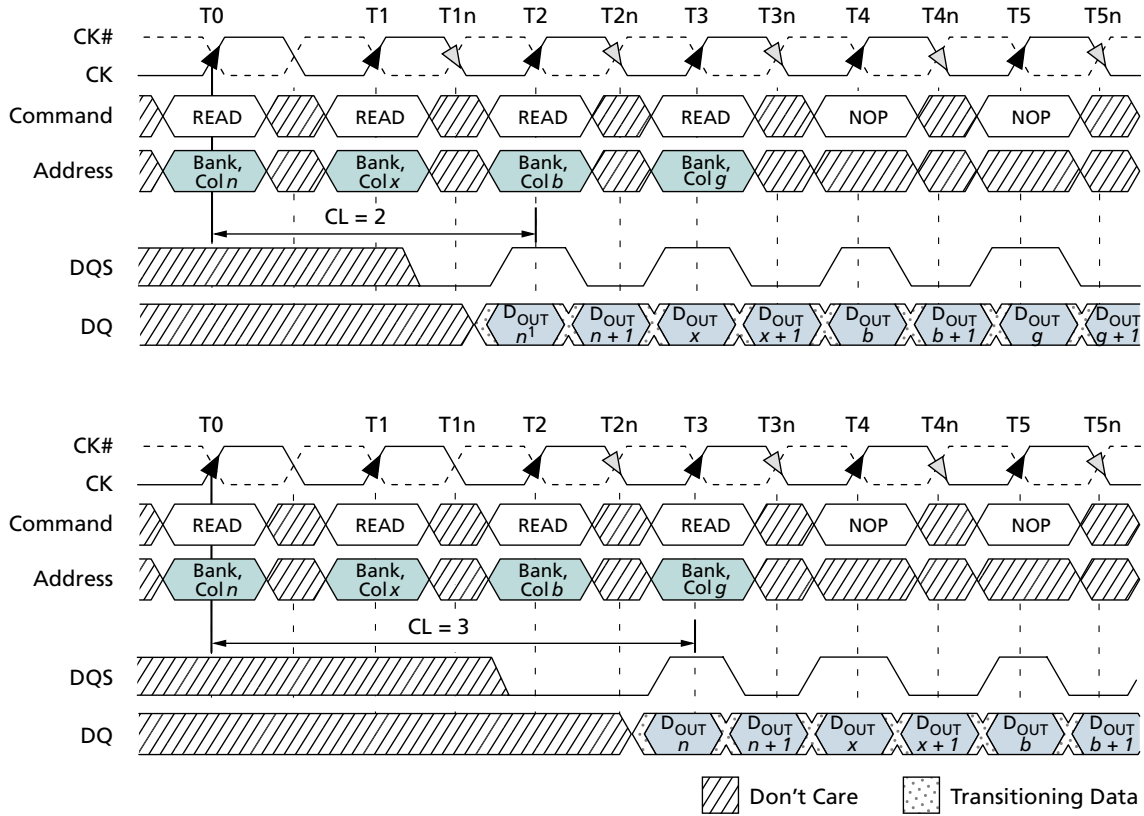 T0 T1 T1n T2 T2n T3 T3n T4 T4n T5 T5n
CK#
CK
Command READ READ READ READ NOP NOP
Address Bank, Col n Bank, Col x Bank, Col b Bank, Col g
CL = 2
DQS
DQ DOUT n1 DOUT n + 1 DOUT x DOUT x + 1 DOUT b DOUT b + 1 DOUT g DOUT g + 1
T0 T1 T1n T2 T2n T3 T3n T4 T4n T5 T5n
CK#
CK
Command READ READ READ READ NOP NOP
Address Bank, Col n Bank, Col x Bank, Col b Bank, Col g
CL = 3
DQS
DQ DOUT n DOUT n + 1 DOUT x DOUT x + 1 DOUT b DOUT b + 1
Don't Care Transitioning Data